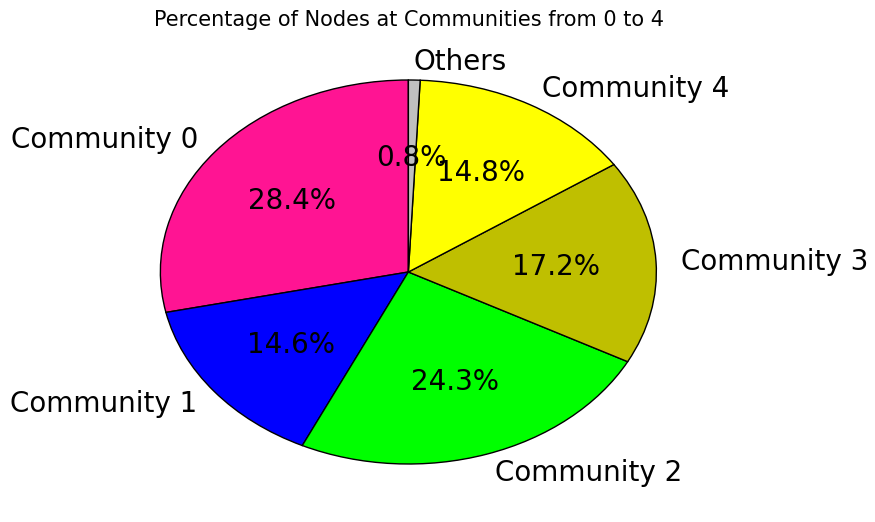 Percentage of Nodes at Communities from 0 to 4
Others
Community 4
Community 0
0.8%
14.8%
28.4%
Community 3
17.2%
14.6%
24.3%
Community 1
Community 2